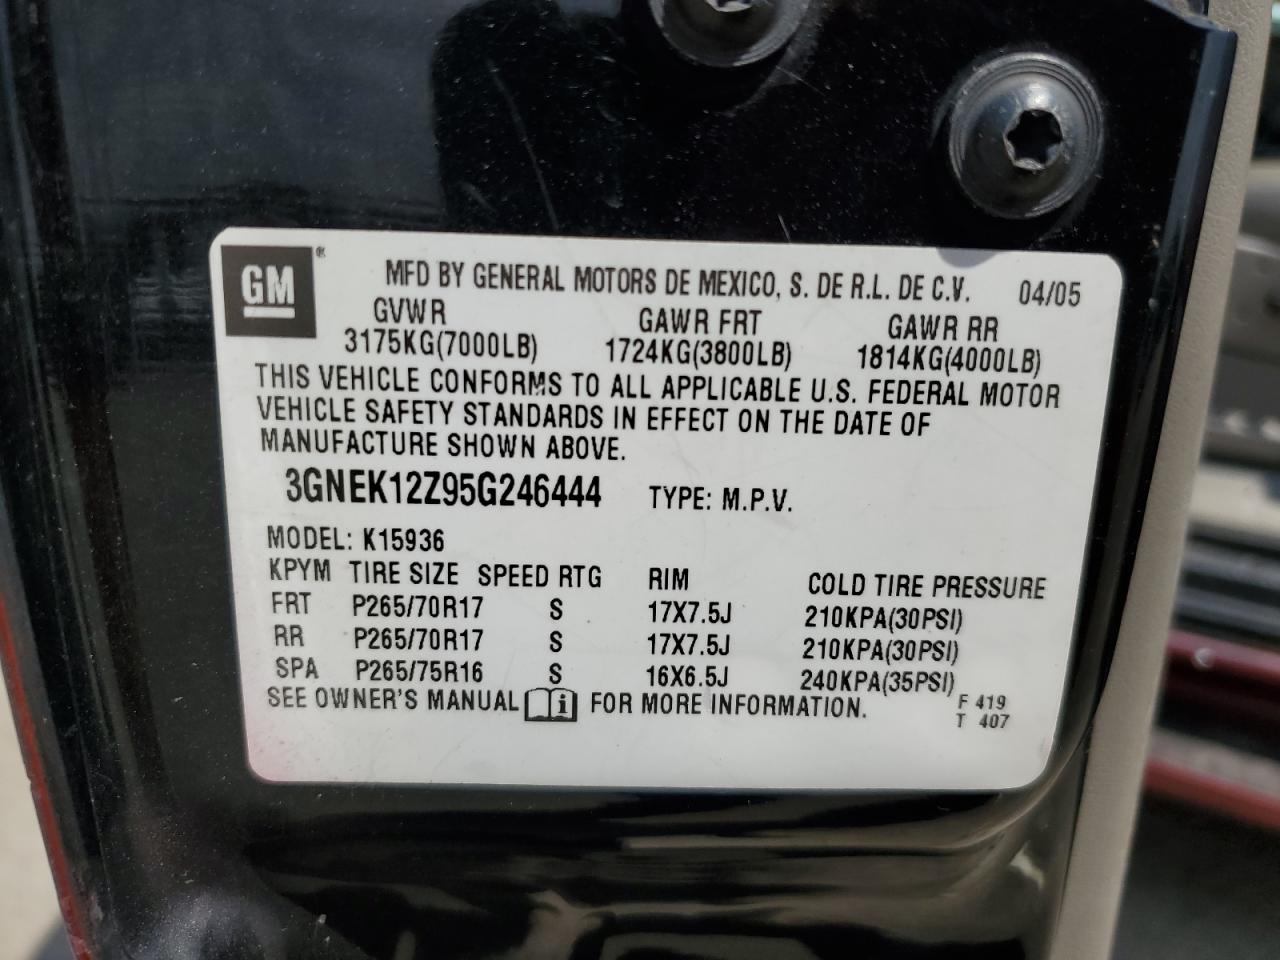 GM ®
MFD BY GENERAL MOTORS DE MEXICO, S. DE R.L. DE C.V. 04/05
GVWR GAWR FRT GAWR RR
3175KG(7000LB) 1724KG(3800LB) 1814KG(4000LB)
THIS VEHICLE CONFORMS TO ALL APPLICABLE U.S. FEDERAL MOTOR
VEHICLE SAFETY STANDARDS IN EFFECT ON THE DATE OF
MANUFACTURE SHOWN ABOVE.
3GNEK12Z95G246444 TYPE: M.P.V.
MODEL: K15936
KPYM TIRE SIZE SPEED RTG RIM COLD TIRE PRESSURE
FRT P265/70R17 S 17X7.5J 210KPA(30PSI)
RR P265/70R17 S 17X7.5J 210KPA(30PSI)
SPA P265/75R16 S 16X6.5J 240KPA(35PSI)
SEE OWNER'S MANUAL i FOR MORE INFORMATION. F 419
T 407